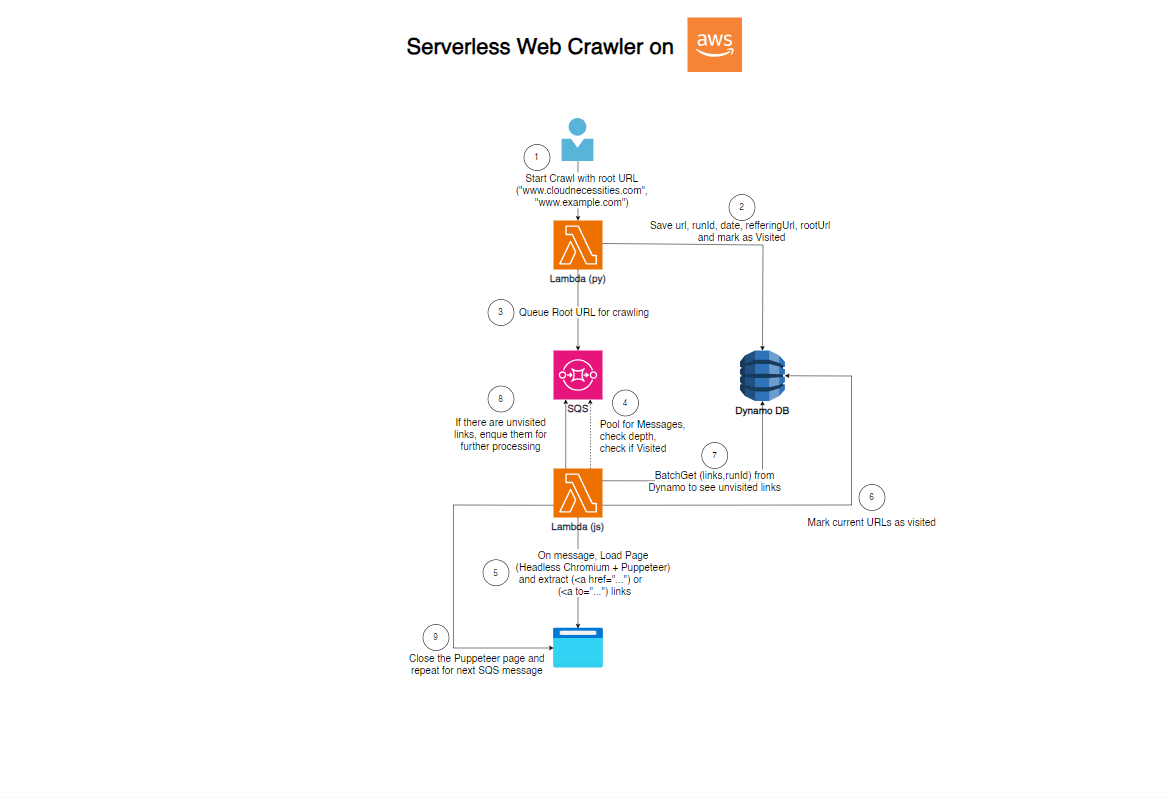 Serverless Web Crawler on
aws
1
Start Crawl with root URL
("www.cloudnecessities.com",
"www.example.com")
2
Save url, runId, date, refferingUrl, rootUrl
and mark as Visited
Lambda (py)
3
Queue Root URL for crawling
SQS
Dynamo DB
8
If there are unvisited
links, enque them for
further processing
4
Pool for Messages,
check depth,
check if Visited
7
BatchGet (links,runId) from
Dynamo to see unvisited links
6
Mark current URLs as visited
Lambda (js)
5
On message, Load Page
(Headless Chromium + Puppeteer)
and extract (<a href="...") or
(<a to="...") links
9
Close the Puppeteer page and
repeat for next SQS message